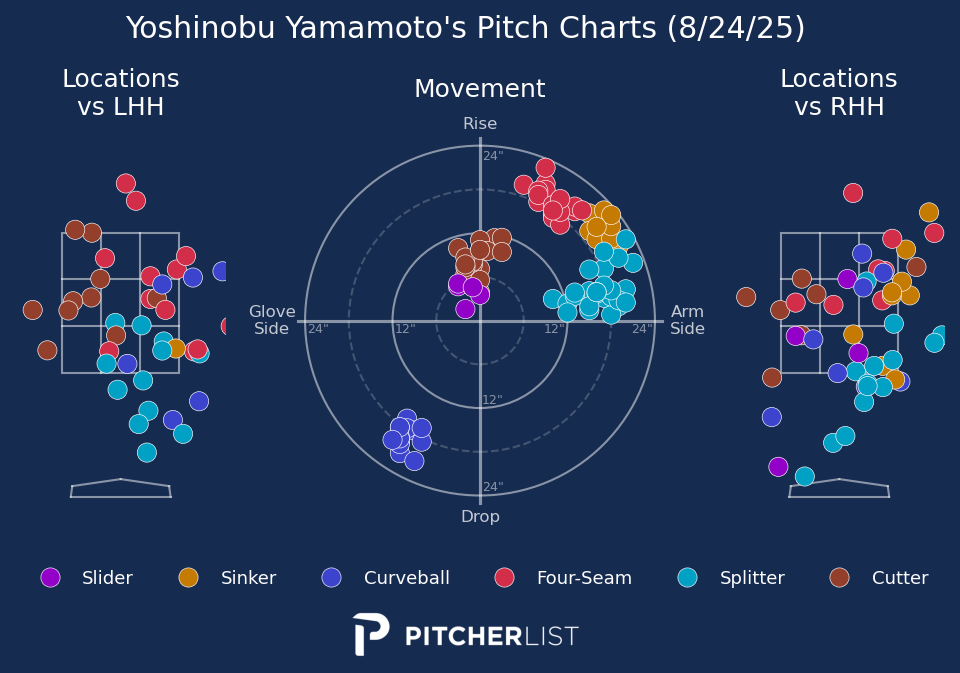 Yoshinobu Yamamoto's Pitch Charts (8/24/25)
Locations
vs LHH
Movement
Locations
vs RHH
Rise
24"
Glove
Side
24"
12"
12"
24"
Arm
Side
12"
24"
Drop
Slider
Sinker
Curveball
Four-Seam
Splitter
Cutter
PITCHERLIST